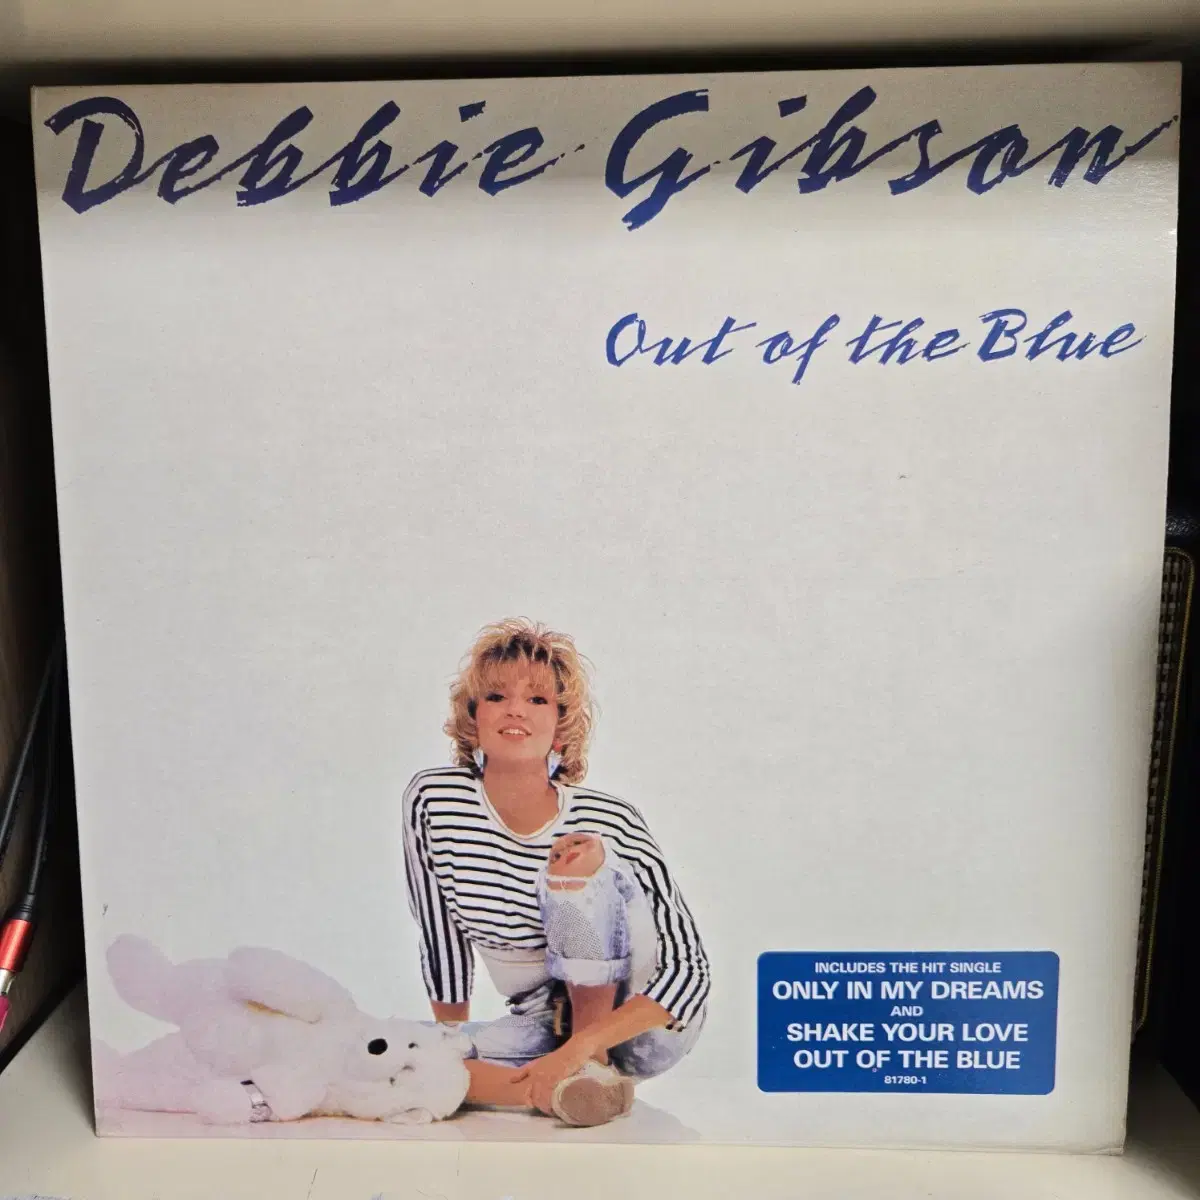 Debbie Gibson
Out of the Blue
INCLUDES THE HIT SINGLE
ONLY IN MY DREAMS
AND
SHAKE YOUR LOVE
OUT OF THE BLUE
81780-1